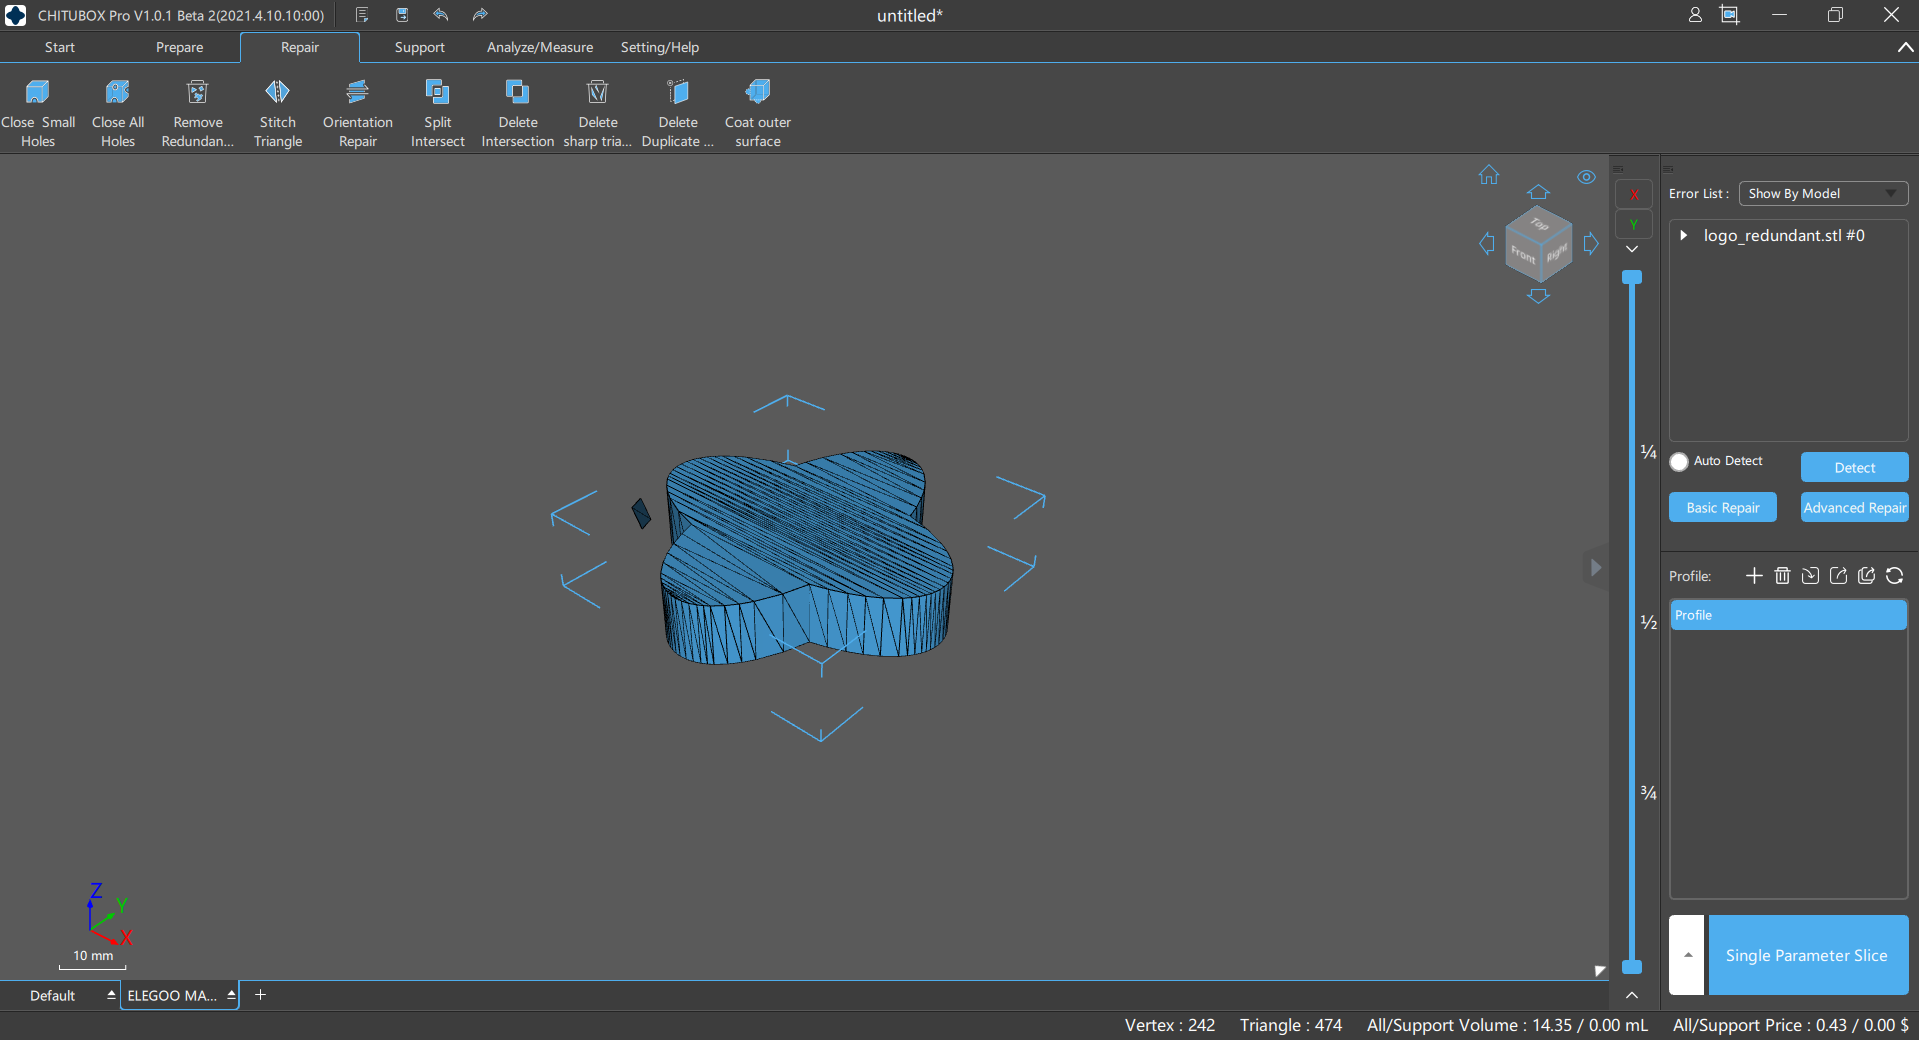 CHITUBOX Pro V1.0.1 Beta 2(2021.4.10.10:00)
untitled*
Start Prepare Repair Support Analyze/Measure Setting/Help
Close Small Holes
Close All Holes
Remove Redundan...
Stitch Triangle
Orientation Repair
Split Intersect
Delete Intersection
Delete sharp tria...
Delete Duplicate ...
Coat outer surface
Top
Front
Right
X
Y
¼
½
¾
Error List : Show By Model
logo_redundant.stl #0
Auto Detect
Detect
Basic Repair
Advanced Repair
Profile:
Profile
Single Parameter Slice
Z
Y
X
10 mm
Default ELEGOO MA... +
Vertex : 242 Triangle : 474 All/Support Volume : 14.35 / 0.00 mL All/Support Price : 0.43 / 0.00 $